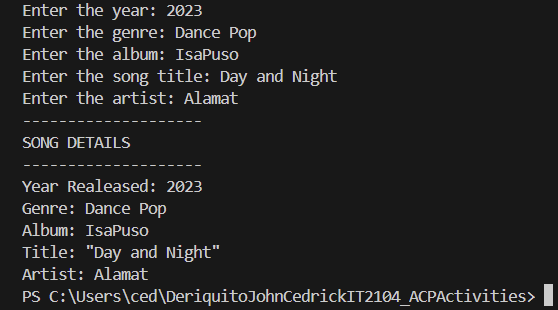 Enter the year: 2023
Enter the genre: Dance Pop
Enter the album: IsaPuso
Enter the song title: Day and Night
Enter the artist: Alamat
--------------------
SONG DETAILS
--------------------
Year Realeased: 2023
Genre: Dance Pop
Album: IsaPuso
Title: "Day and Night"
Artist: Alamat
PS C:\Users\ced\DeriquitoJohnCedrickIT2104_ACPActivities>